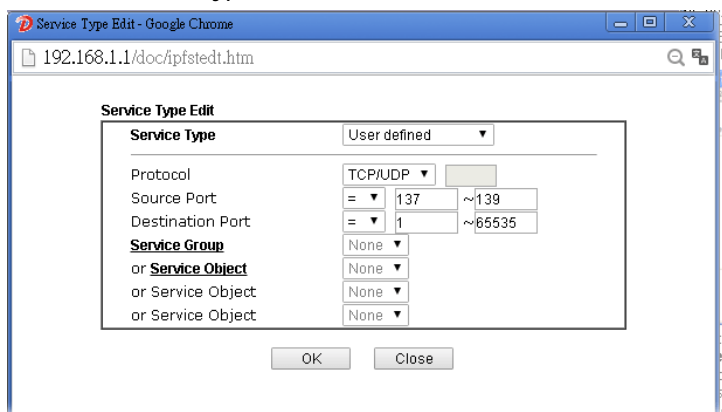 Service Type Edit - Google Chrome
192.168.1.1/doc/ipfstedt.htm
Service Type Edit
Service Type User defined
Protocol TCP/UDP
Source Port = 137 ~139
Destination Port = 1 ~65535
Service Group None
or Service Object None
or Service Object None
or Service Object None
OK Close